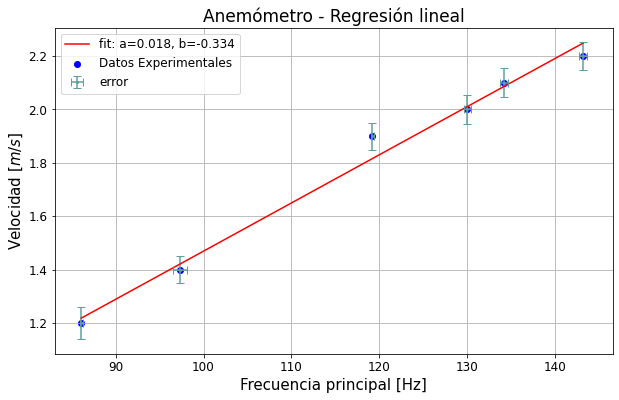 Anemómetro - Regresión lineal
fit: a=0.018, b=-0.334
Datos Experimentales
error
Velocidad [m/s]
2.2
2.0
1.8
1.6
1.4
1.2
90 100 110 120 130 140
Frecuencia principal [Hz]